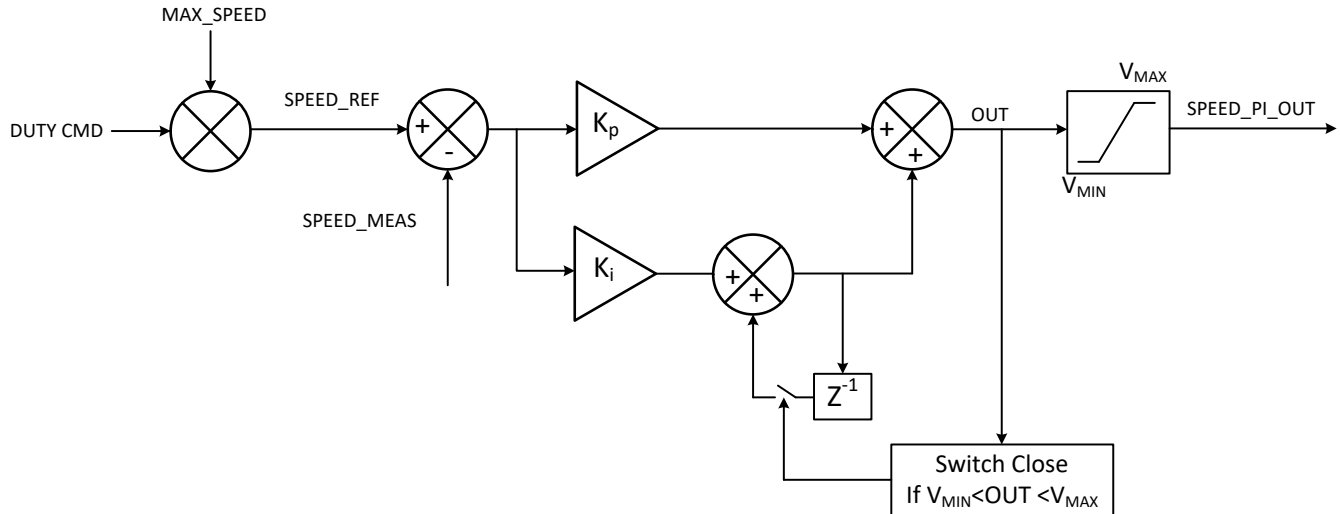 MAX_SPEED
DUTY CMD
SPEED_REF
+
-
SPEED_MEAS
Kp
Ki
+
+
Z-1
+
+
OUT
VMAX
VMIN
SPEED_PI_OUT
Switch Close
If VMIN<OUT <VMAX